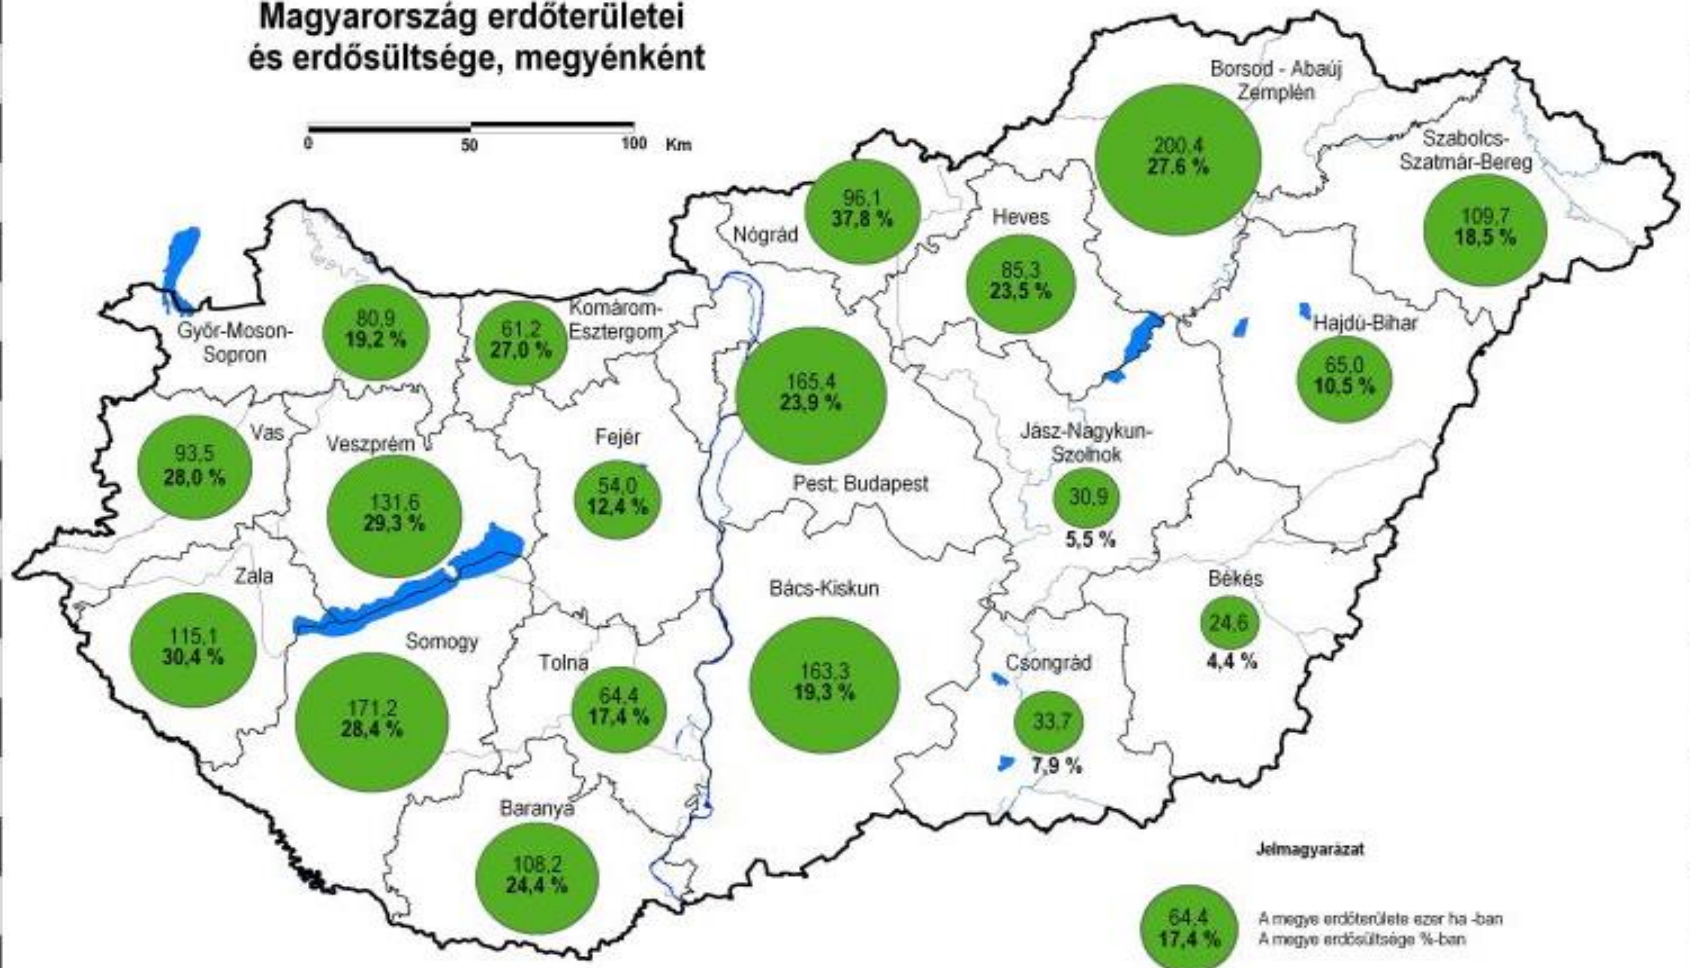 Magyarország erdőterületei
és erdősültsége, megyénként
0 50 100 Km
Borsod - Abaúj
Zemplén
200.4
27.6 %
Szabolcs-
Szatmár-Bereg
109,7
18,5 %
Nógrád
96,1
37,8 %
Heves
85,3
23,5 %
Győr-Moson-
Sopron
80,9
19,2 %
Komárom-
Esztergom
61,2
27,0 %
165,4
23,9 %
Pest; Budapest
Hajdú-Bihar
65,0
10,5 %
Vas
93,5
28,0 %
Veszprém
131,6
29,3 %
Fejér
54,0
12,4 %
Jász-Nagykun-
Szolnok
30,9
5,5 %
Zala
115,1
30,4 %
Somogy
171,2
28,4 %
Tolna
64,4
17,4 %
Bács-Kiskun
163,3
19,3 %
Csongrád
33,7
7,9 %
Békés
24,6
4,4 %
Baranya
108,2
24,4 %
Jelmagyarázat
64,4
17,4 %
A megye erdőterülete ezer ha -ban
A megye erdősültsége %-ban